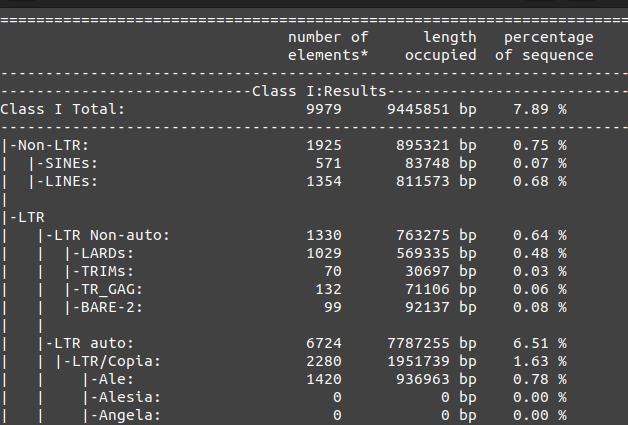 ======================================================================
number of length percentage
elements* occupied of sequence
----------------------------------------------------------------------
----------------------------Class I:Results---------------------------
Class I Total: 9979 9445851 bp 7.89 %
----------------------------------------------------------------------
|-Non-LTR: 1925 895321 bp 0.75 %
| |-SINEs: 571 83748 bp 0.07 %
| |-LINEs: 1354 811573 bp 0.68 %
|
|-LTR
| |-LTR Non-auto: 1330 763275 bp 0.64 %
| | |-LARDs: 1029 569335 bp 0.48 %
| | |-TRIMs: 70 30697 bp 0.03 %
| | |-TR_GAG: 132 71106 bp 0.06 %
| | |-BARE-2: 99 92137 bp 0.08 %
| |
| |-LTR auto: 6724 7787255 bp 6.51 %
| | |-LTR/Copia: 2280 1951739 bp 1.63 %
| | |-Ale: 1420 936963 bp 0.78 %
| | |-Alesia: 0 0 bp 0.00 %
| | |-Angela: 0 0 bp 0.00 %